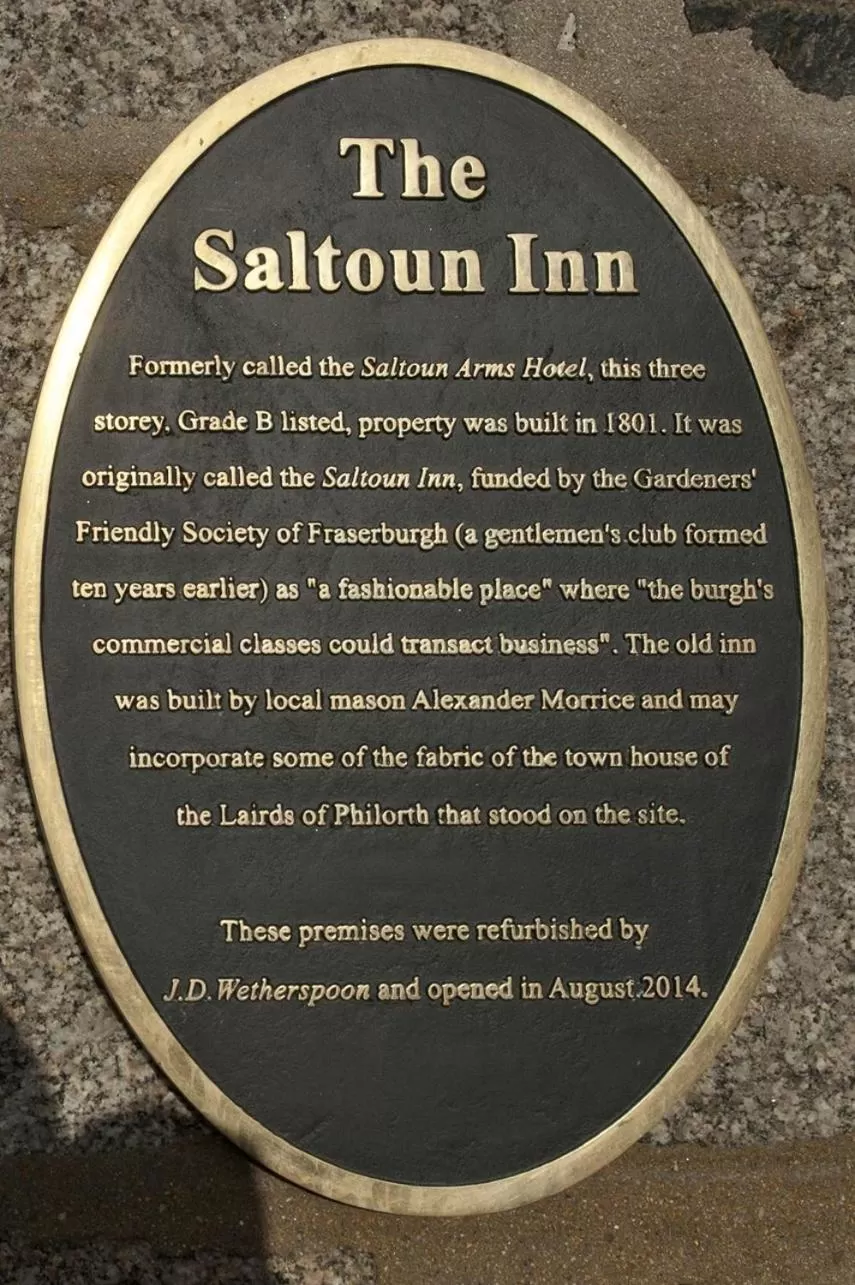 The
Saltoun Inn
Formerly called the Saltoun Arms Hotel, this three
storey, Grade B listed, property was built in 1801. It was
originally called the Saltoun Inn, funded by the Gardeners'
Friendly Society of Fraserburgh (a gentlemen's club formed
ten years earlier) as "a fashionable place" where "the burgh's
commercial classes could transact business". The old inn
was built by local mason Alexander Morrice and may
incorporate some of the fabric of the town house of
the Lairds of Philorth that stood on the site.
These premises were refurbished by
J.D. Wetherspoon and opened in August 2014.